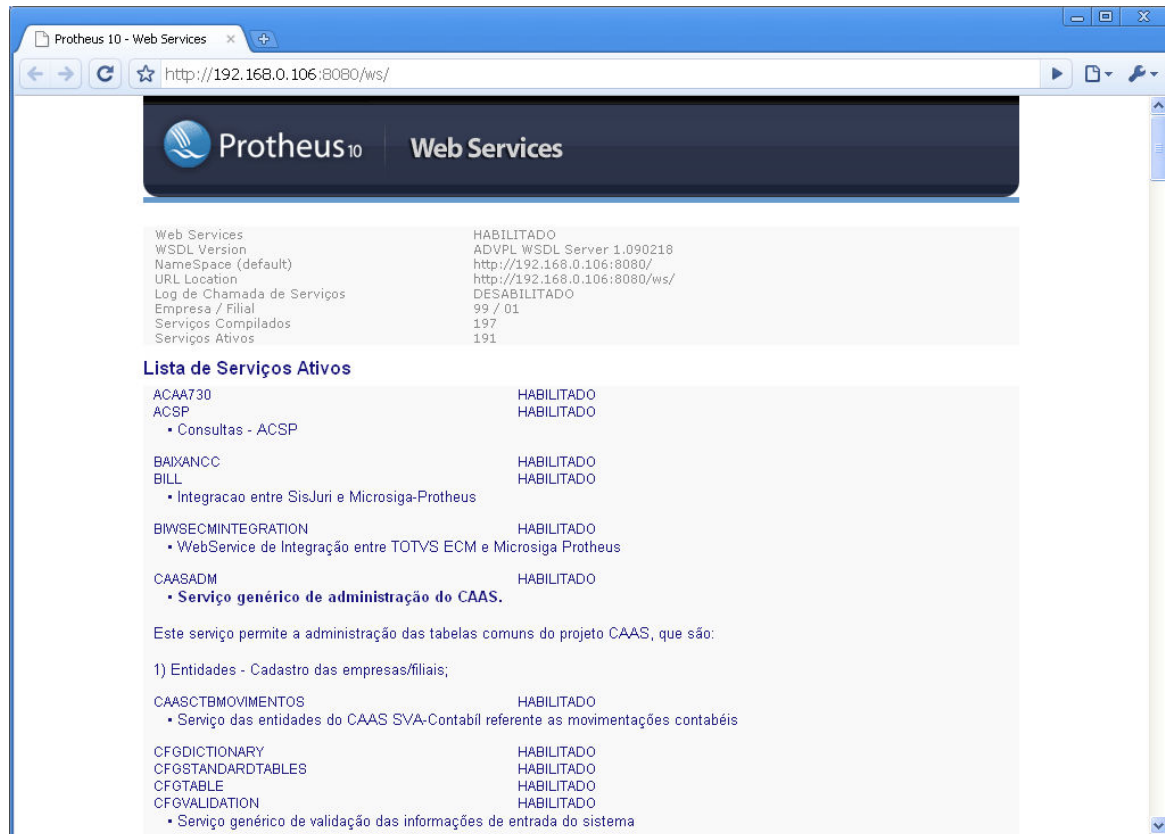 Protheus 10 - Web Services
http://192.168.0.106:8080/ws/
Protheus 10 Web Services
Web Services HABILITADO
WSDL Version ADVPL WSDL Server 1.090218
NameSpace (default) http://192.168.0.106:8080/
URL Location http://192.168.0.106:8080/ws/
Log de Chamada de Serviços DESABILITADO
Empresa / Filial 99 / 01
Serviços Compilados 197
Serviços Ativos 191
Lista de Serviços Ativos
ACAA730 HABILITADO
ACSP HABILITADO
▪ Consultas - ACSP
BAIXANCC HABILITADO
BILL HABILITADO
▪ Integracao entre SisJuri e Microsiga-Protheus
BIWSECMINTEGRATION HABILITADO
▪ WebService de Integração entre TOTVS ECM e Microsiga Protheus
CAASADM HABILITADO
▪ Serviço genérico de administração do CAAS.
Este serviço permite a administração das tabelas comuns do projeto CAAS, que são:
1) Entidades - Cadastro das empresas/filiais;
CAASCTBMOVIMENTOS HABILITADO
▪ Serviço das entidades do CAAS SVA-Contabíl referente as movimentações contabéis
CFGDICTIONARY HABILITADO
CFGSTANDARDTABLES HABILITADO
CFGTABLE HABILITADO
CFGVALIDATION HABILITADO
▪ Serviço genérico de validação das informações de entrada do sistema